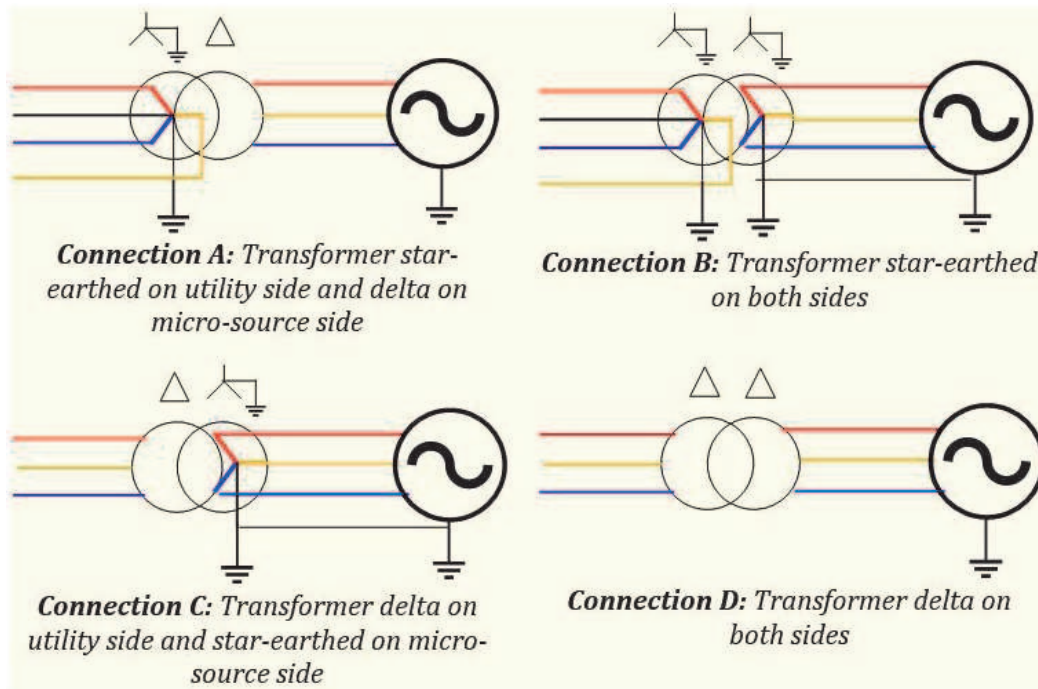 Connection A: Transformer star-
earthed on utility side and delta on
micro-source side
Connection B: Transformer star-earthed
on both sides
Connection C: Transformer delta on
utility side and star-earthed on micro-
source side
Connection D: Transformer delta on
both sides